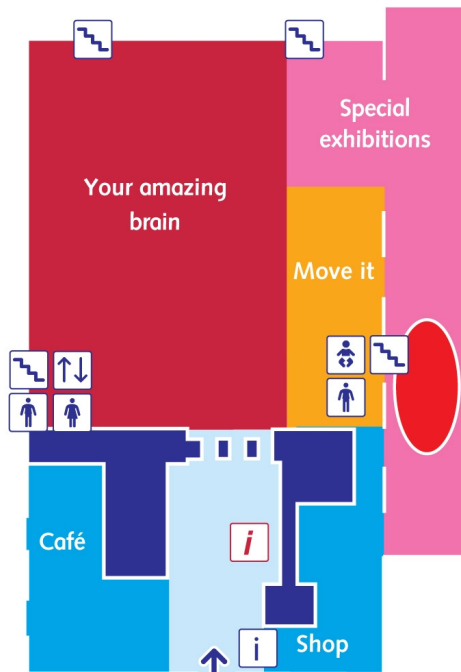 Special
exhibitions
Your amazing
brain
Move it
Café
i
i
Shop